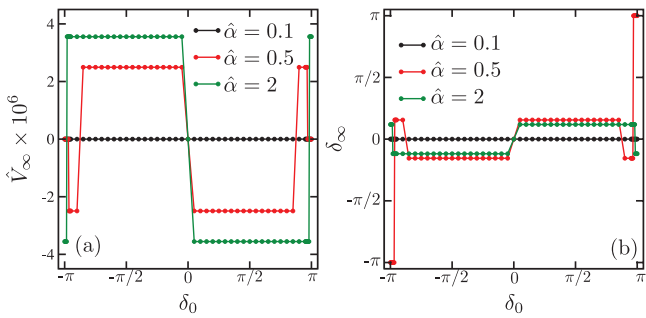 4
2
0
-2
-4
V̂∞ × 10⁶
α̂ = 0.1
α̂ = 0.5
α̂ = 2
(a)
-π
-π/2
0
π/2
π
δ₀
π
π/2
0
-π/2
-π
δ∞
α̂ = 0.1
α̂ = 0.5
α̂ = 2
(b)
-π
-π/2
0
π/2
π
δ₀